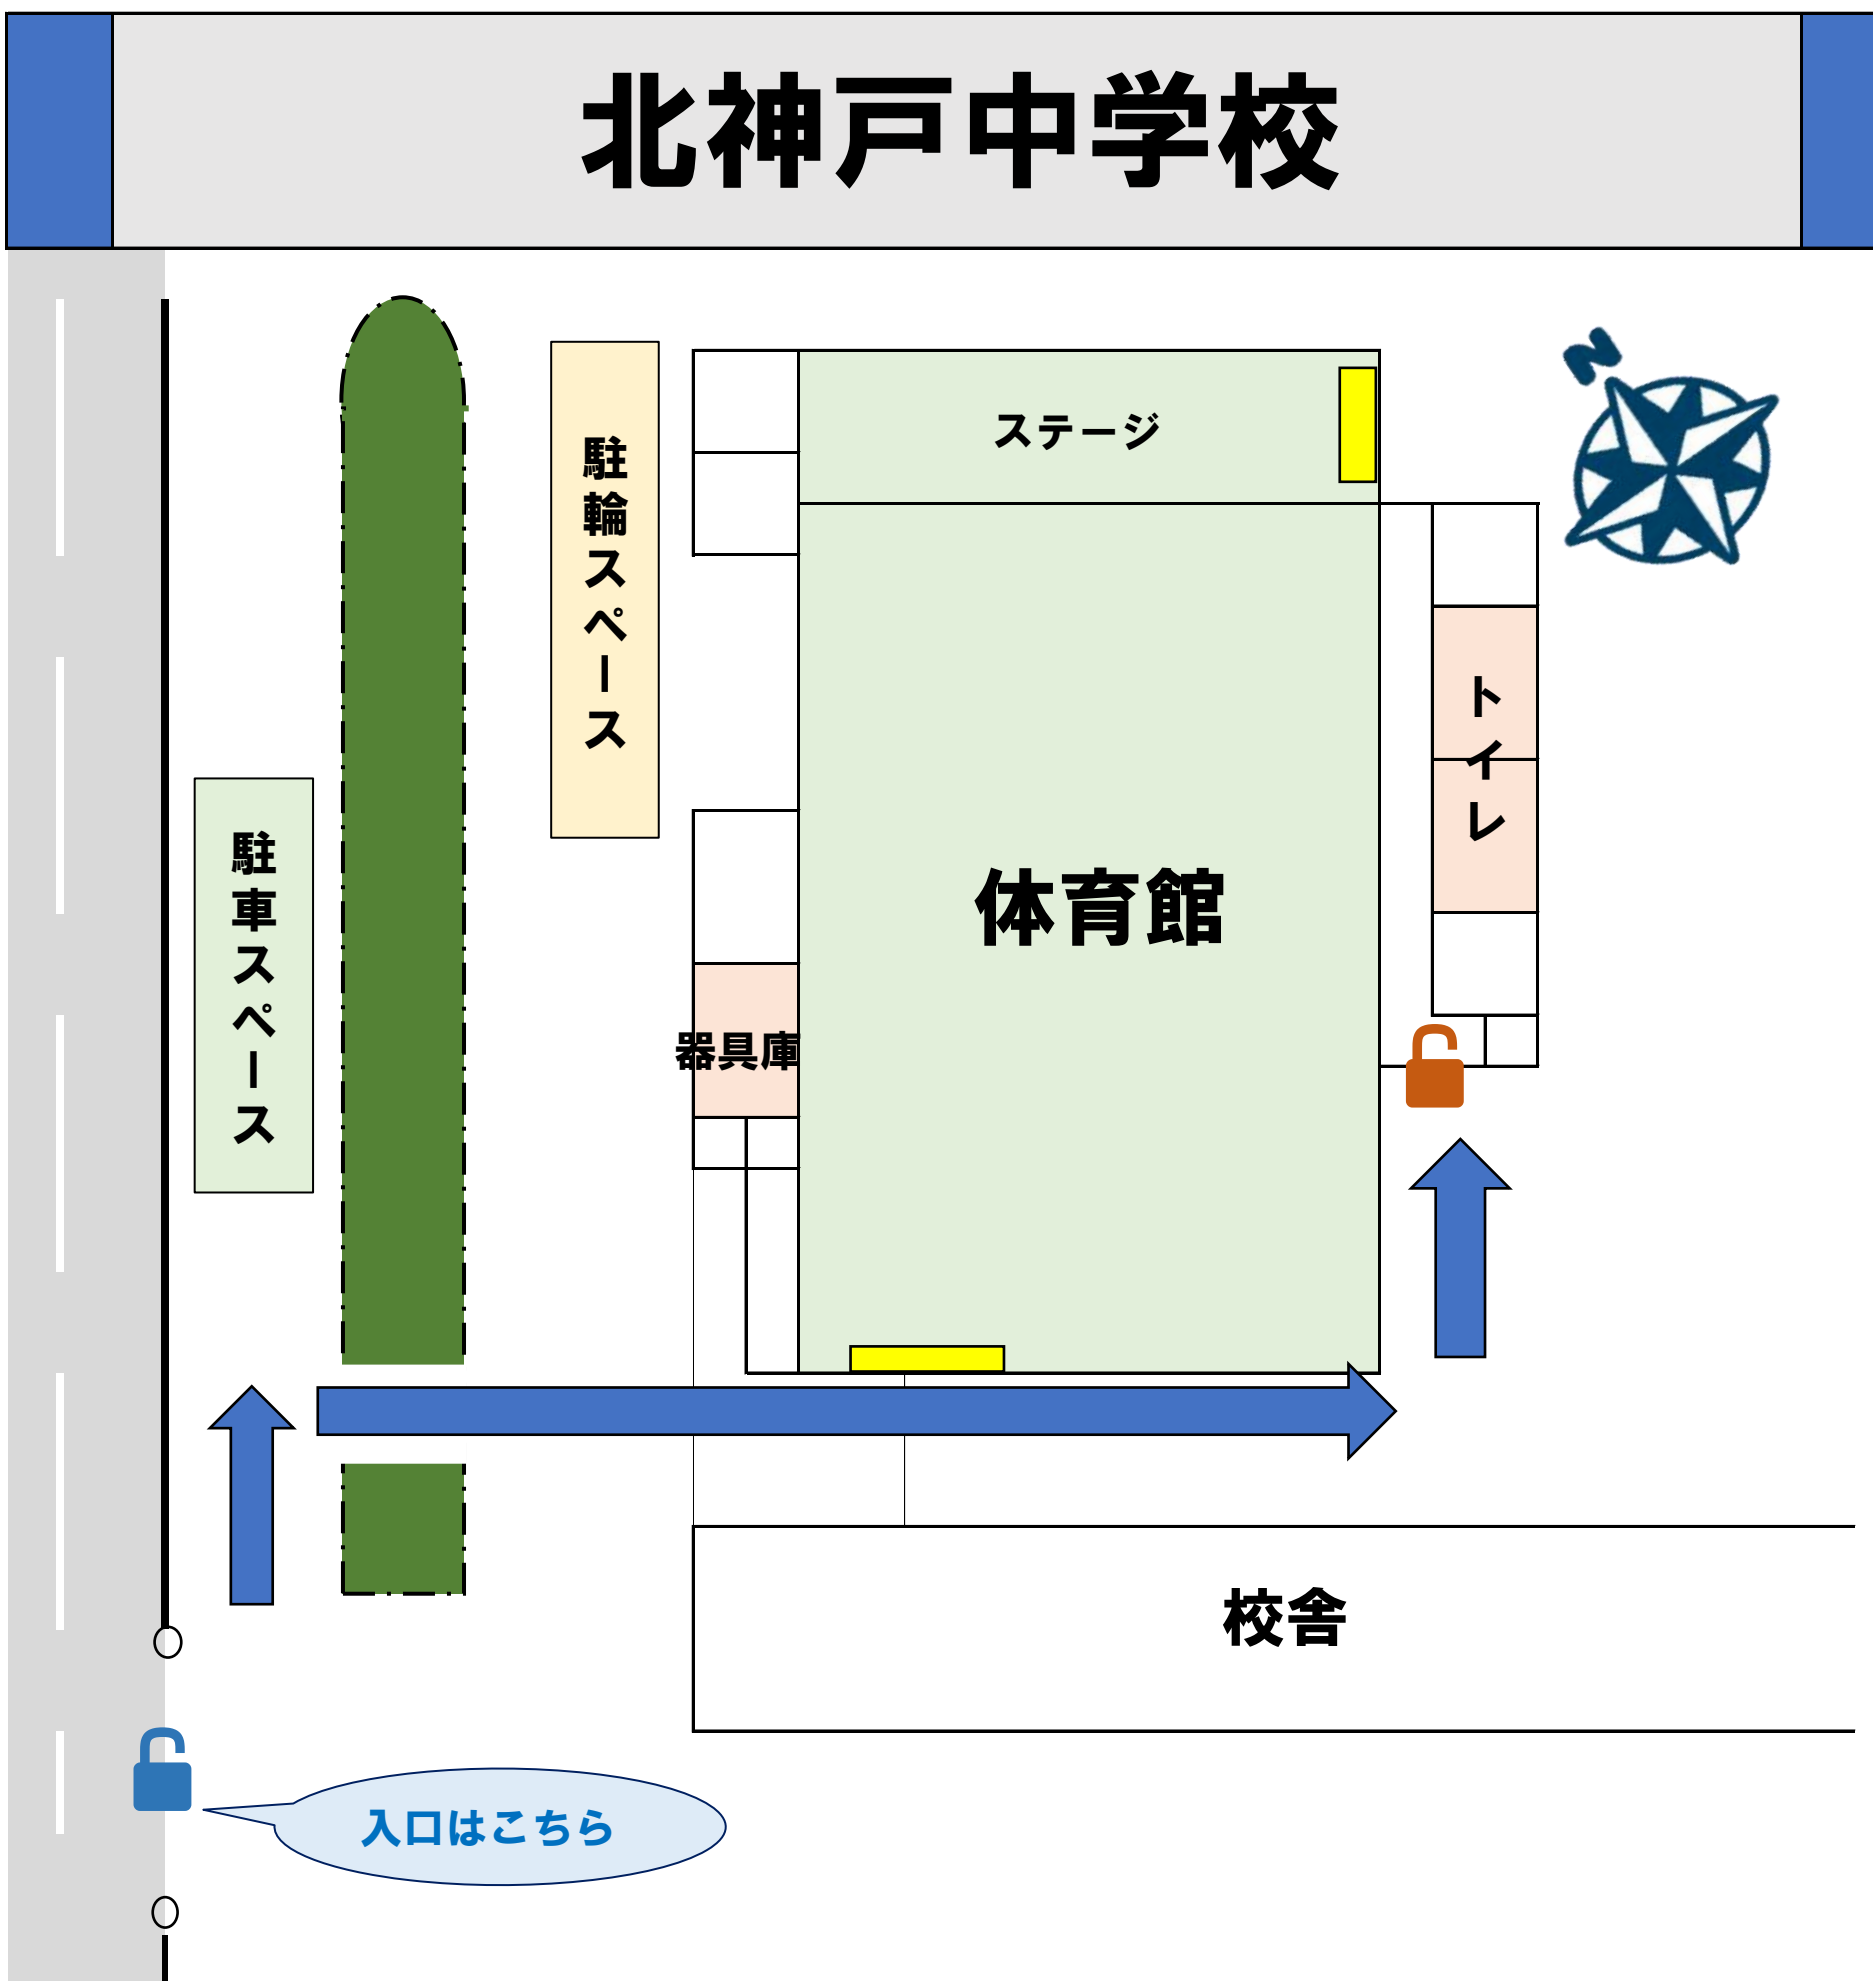 北神戸中学校
N
ステージ
駐輪スペース
トイレ
駐車スペース
体育館
器具庫
校舎
入口はこちら